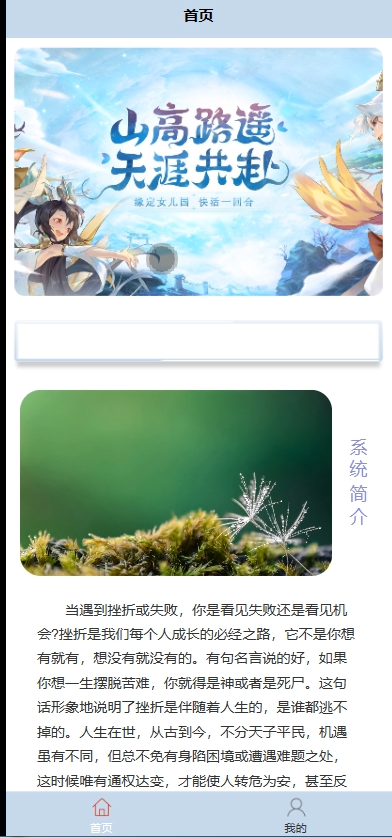 首页
山高路遥
天涯共赴
缘定女儿国 快活一回合
系统简介
当遇到挫折或失败，你是看见失败还是看见机
会?挫折是我们每个人成长的必经之路，它不是你想
有就有，想没有就没有的。有句名言说的好，如果
你想一生摆脱苦难，你就得是神或者是死尸。这句
话形象地说明了挫折是伴随着人生的，是谁都逃不
掉的。人生在世，从古到今，不分天子平民，机遇
虽有不同，但总不免有身陷困境或遭遇难题之处，
这时候唯有通权达变，才能使人转危为安，甚至反
首页
我的